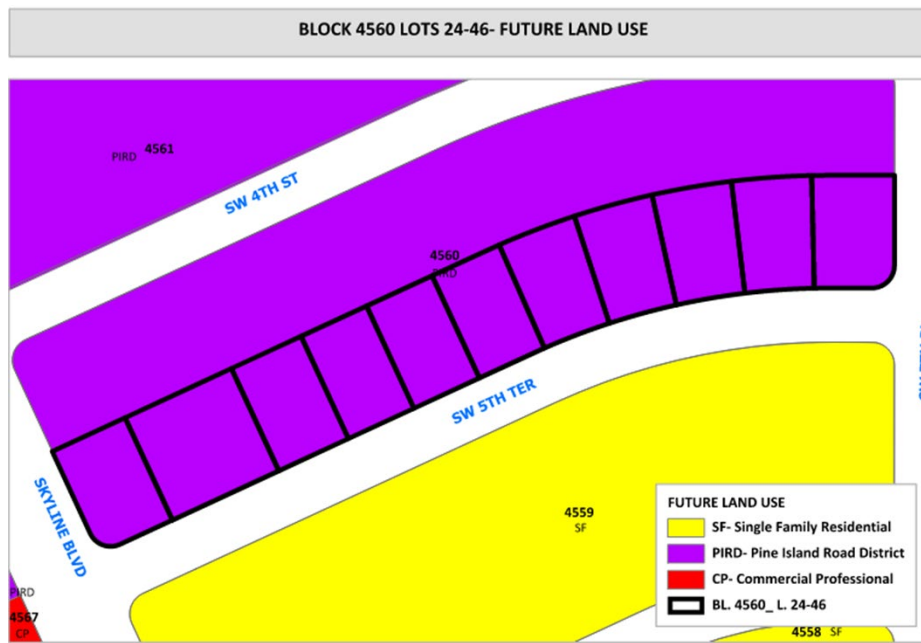 BLOCK 4560 LOTS 24-46- FUTURE LAND USE
PIRD 4561
SW 4TH ST
4560
PIRD
SW 5TH TER
SKYLINE BLVD
4559
SF
FUTURE LAND USE
SF- Single Family Residential
PIRD- Pine Island Road District
CP- Commercial Professional
BL. 4560_ L. 24-46
PIRD
4567
CP
4558 SF